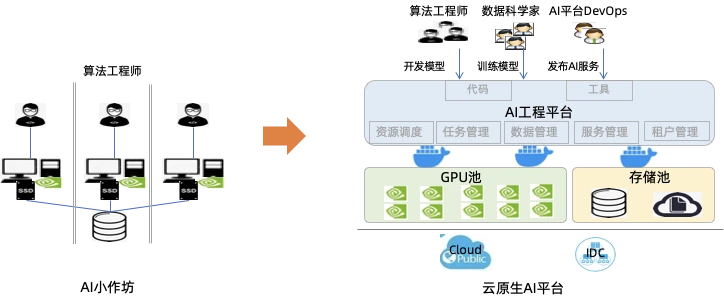 算法工程师
SSD
SSD
SSD
AI小作坊
算法工程师
数据科学家
AI平台DevOps
开发模型
训练模型
发布AI服务
代码
工具
AI工程平台
资源调度
任务管理
数据管理
服务管理
租户管理
GPU池
存储池
Cloud
Public
IDC
云原生AI平台